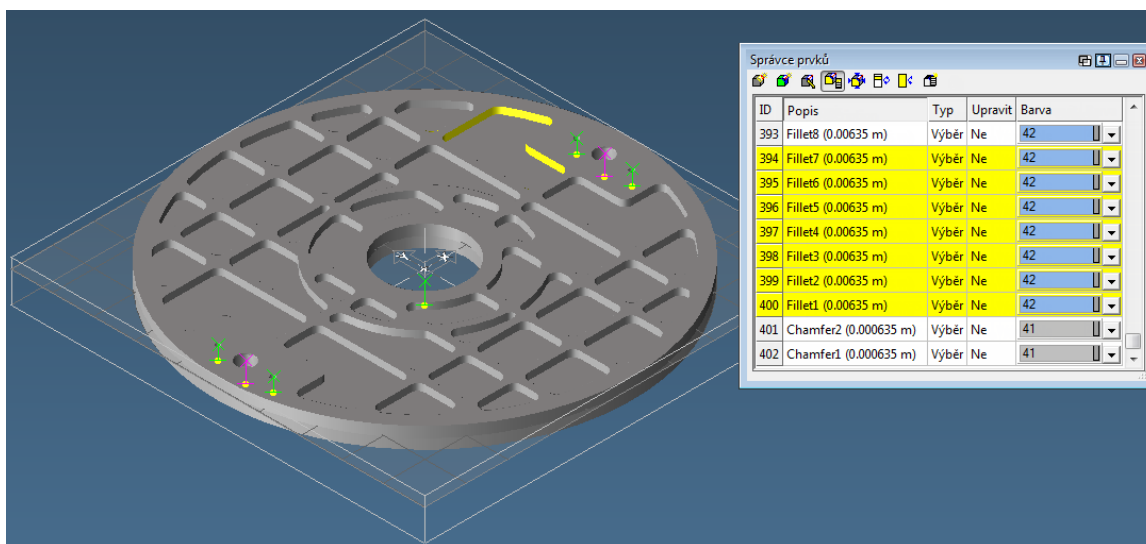 Správce prvků
ID Popis Typ Upravit Barva
393 Fillet8 (0.00635 m) Výběr Ne 42
394 Fillet7 (0.00635 m) Výběr Ne 42
395 Fillet6 (0.00635 m) Výběr Ne 42
396 Fillet5 (0.00635 m) Výběr Ne 42
397 Fillet4 (0.00635 m) Výběr Ne 42
398 Fillet3 (0.00635 m) Výběr Ne 42
399 Fillet2 (0.00635 m) Výběr Ne 42
400 Fillet1 (0.00635 m) Výběr Ne 42
401 Chamfer2 (0.000635 m) Výběr Ne 41
402 Chamfer1 (0.000635 m) Výběr Ne 41